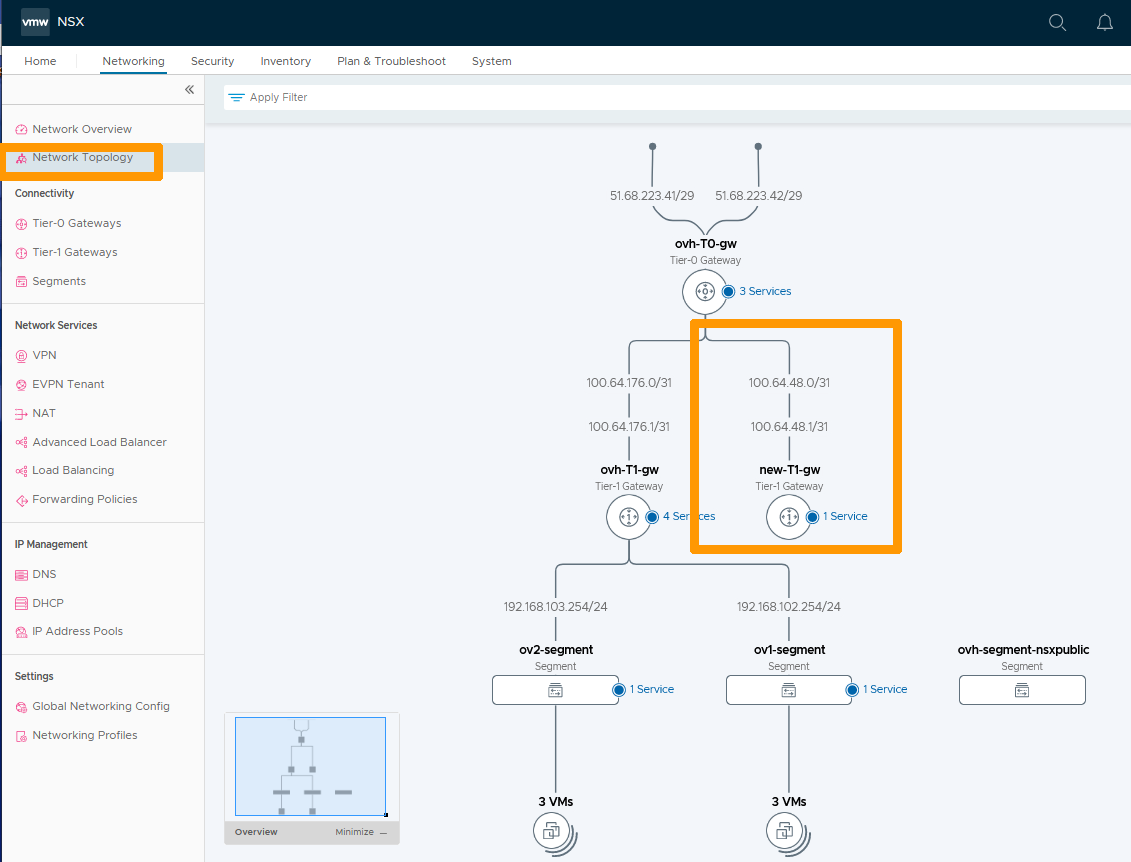 vmw NSX
Home Networking Security Inventory Plan & Troubleshoot System
«
Apply Filter
Network Overview
Network Topology
Connectivity
Tier-0 Gateways
Tier-1 Gateways
Segments
Network Services
VPN
EVPN Tenant
NAT
Advanced Load Balancer
Load Balancing
Forwarding Policies
IP Management
DNS
DHCP
IP Address Pools
Settings
Global Networking Config
Networking Profiles
51.68.223.41/29 51.68.223.42/29
ovh-T0-gw
Tier-0 Gateway
0
3 Services
100.64.176.0/31 100.64.48.0/31
100.64.176.1/31 100.64.48.1/31
ovh-T1-gw new-T1-gw
Tier-1 Gateway Tier-1 Gateway
1 4 Services 1 1 Service
192.168.103.254/24 192.168.102.254/24
ov2-segment ov1-segment ovh-segment-nsxpublic
Segment Segment Segment
1 Service 1 Service
3 VMs 3 VMs
Overview Minimize —